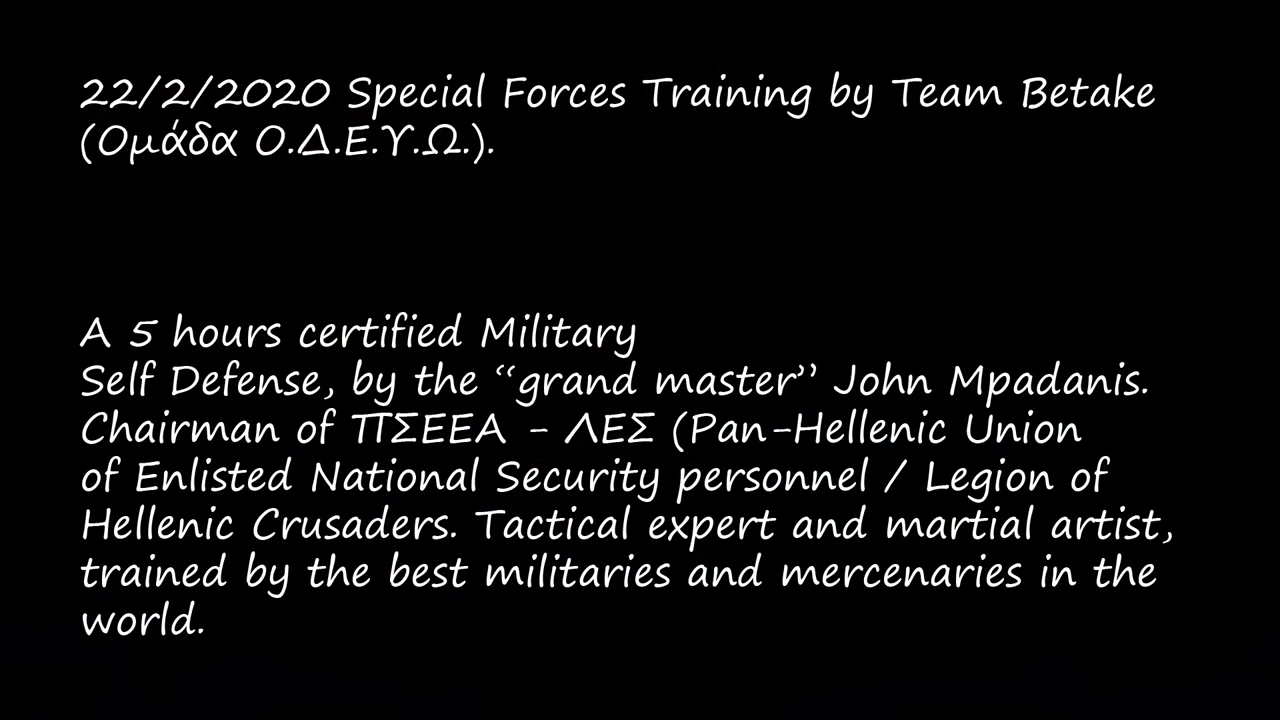 22/2/2020 Special Forces Training by Team Betake
(Ομάδα Ο.Δ.Ε.Υ.Ω.).
A 5 hours certified Military
Self Defense, by the “grand master” John Mpadanis.
Chairman of ΠΣΕΕΑ - ΛΕΣ (Pan-Hellenic Union
of Enlisted National Security personnel / Legion of
Hellenic Crusaders. Tactical expert and martial artist,
trained by the best militaries and mercenaries in the
world.